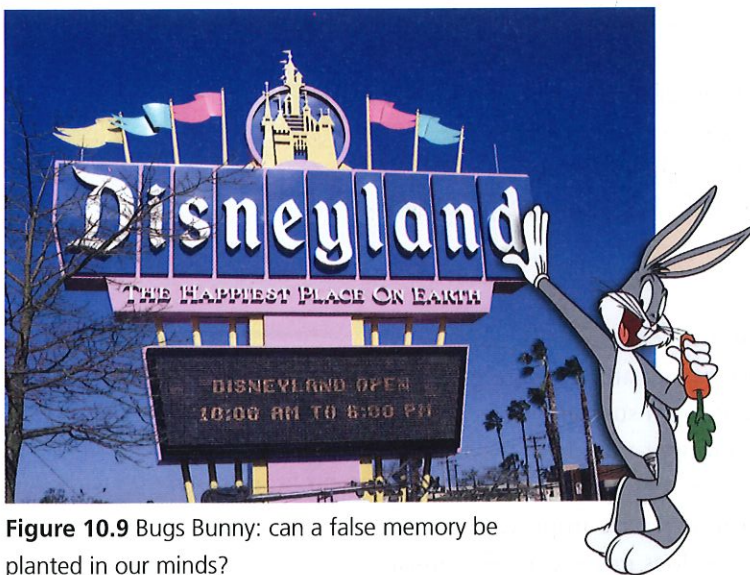 Disneyland
THE HAPPIEST PLACE ON EARTH
DISNEYLAND OPEN
10:00 AM TO 8:00 PM
Figure 10.9 Bugs Bunny: can a false memory be
planted in our minds?